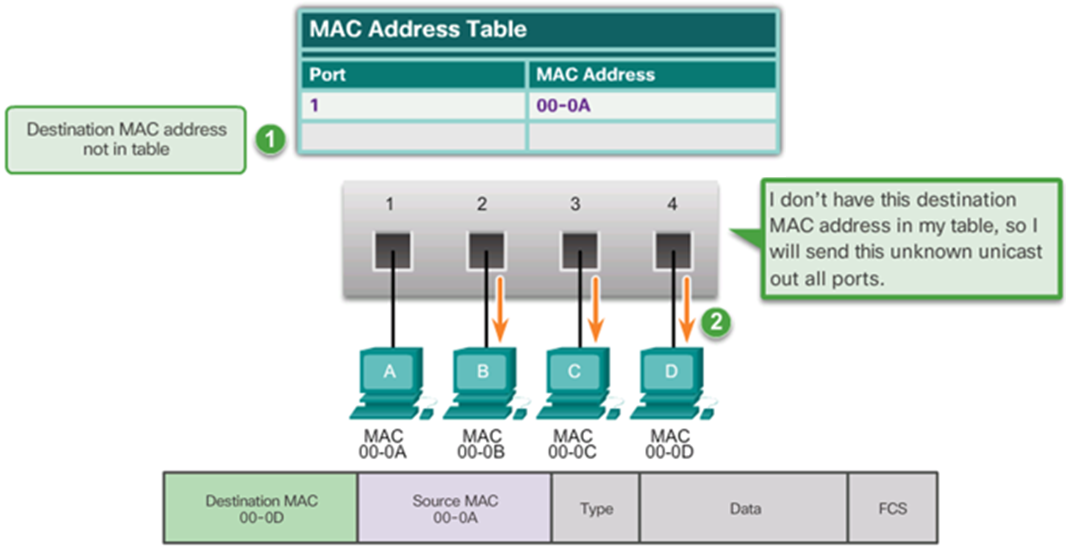 MAC Address Table
Port MAC Address
1 00-0A
Destination MAC address
not in table
1
1 2 3 4
I don't have this destination
MAC address in my table, so I
will send this unknown unicast
out all ports.
2
A B C D
MAC MAC MAC MAC
00-0A 00-0B 00-0C 00-0D
Destination MAC
00-0D
Source MAC
00-0A
Type
Data
FCS